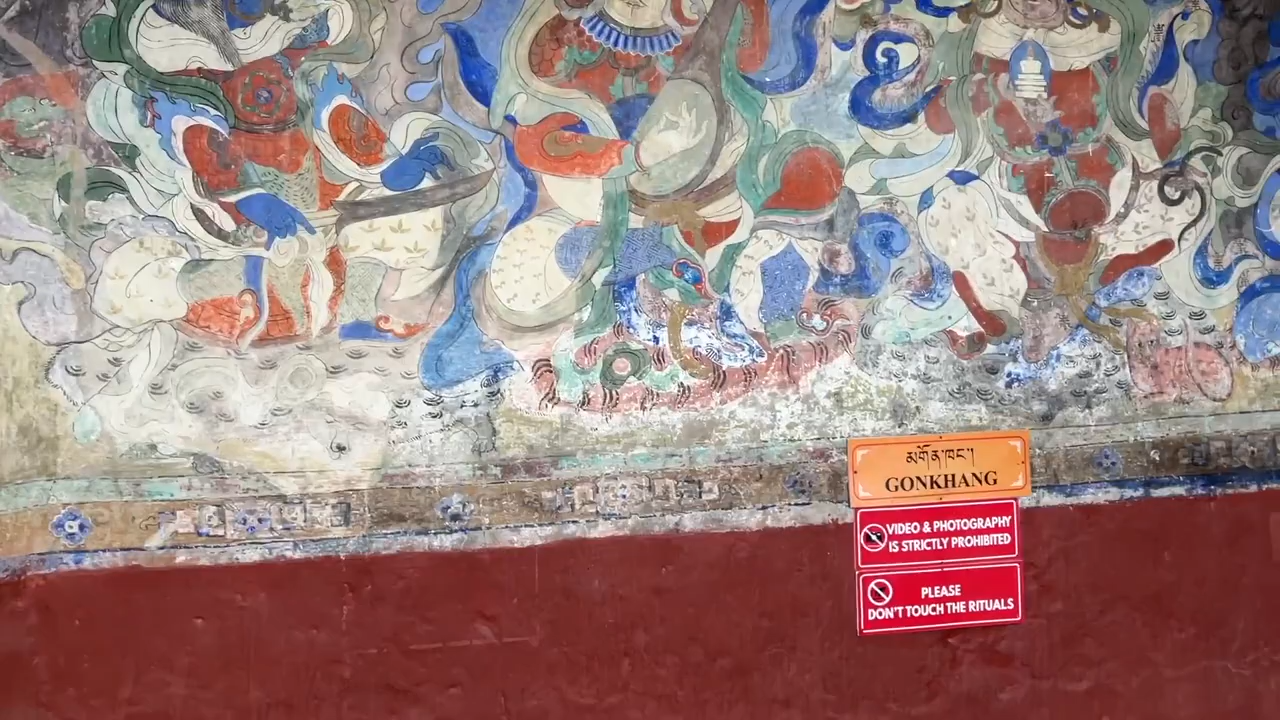 མགོན་ཁང་།
GONKHANG
VIDEO & PHOTOGRAPHY
IS STRICTLY PROHIBITED
PLEASE
DON'T TOUCH THE RITUALS